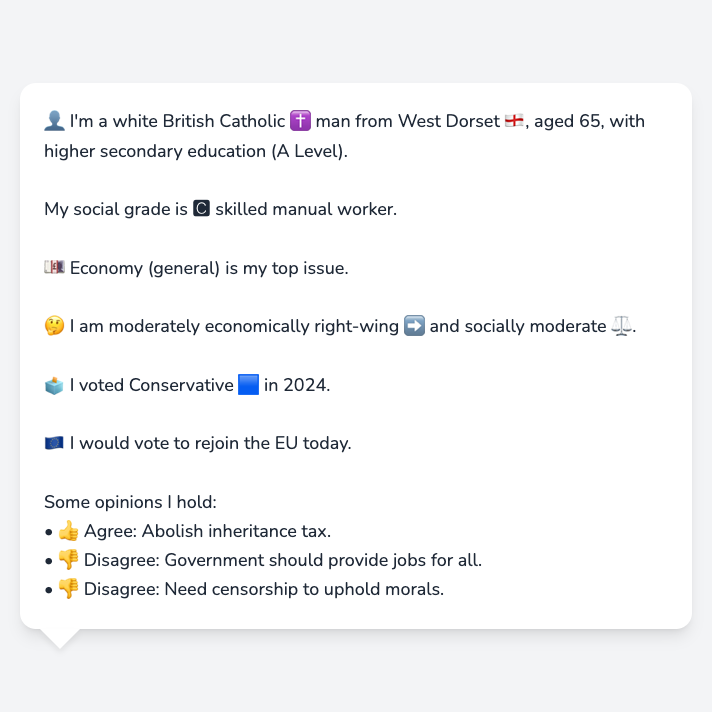 👤 I'm a white British Catholic ✝️ man from West Dorset 🏴󠁧󠁢󠁥󠁮󠁧󠁿, aged 65, with
higher secondary education (A Level).
My social grade is 🅲 skilled manual worker.
💷 Economy (general) is my top issue.
🤔 I am moderately economically right-wing ➡️ and socially moderate ⚖️.
🗳️ I voted Conservative 🟦 in 2024.
🇪🇺 I would vote to rejoin the EU today.
Some opinions I hold:
• 👍 Agree: Abolish inheritance tax.
• 👎 Disagree: Government should provide jobs for all.
• 👎 Disagree: Need censorship to uphold morals.